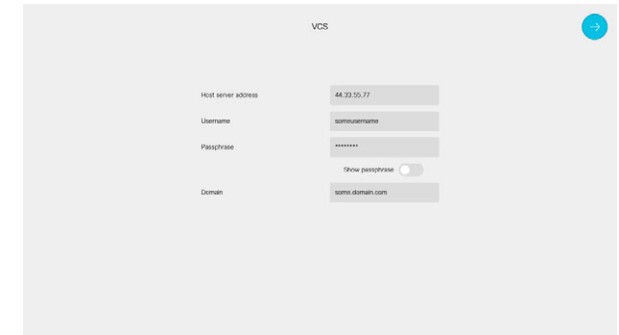 VCS
Host server address 44.33.55.77
Username someusername
Passphrase ********
Show passphrase
Domain some.domain.com